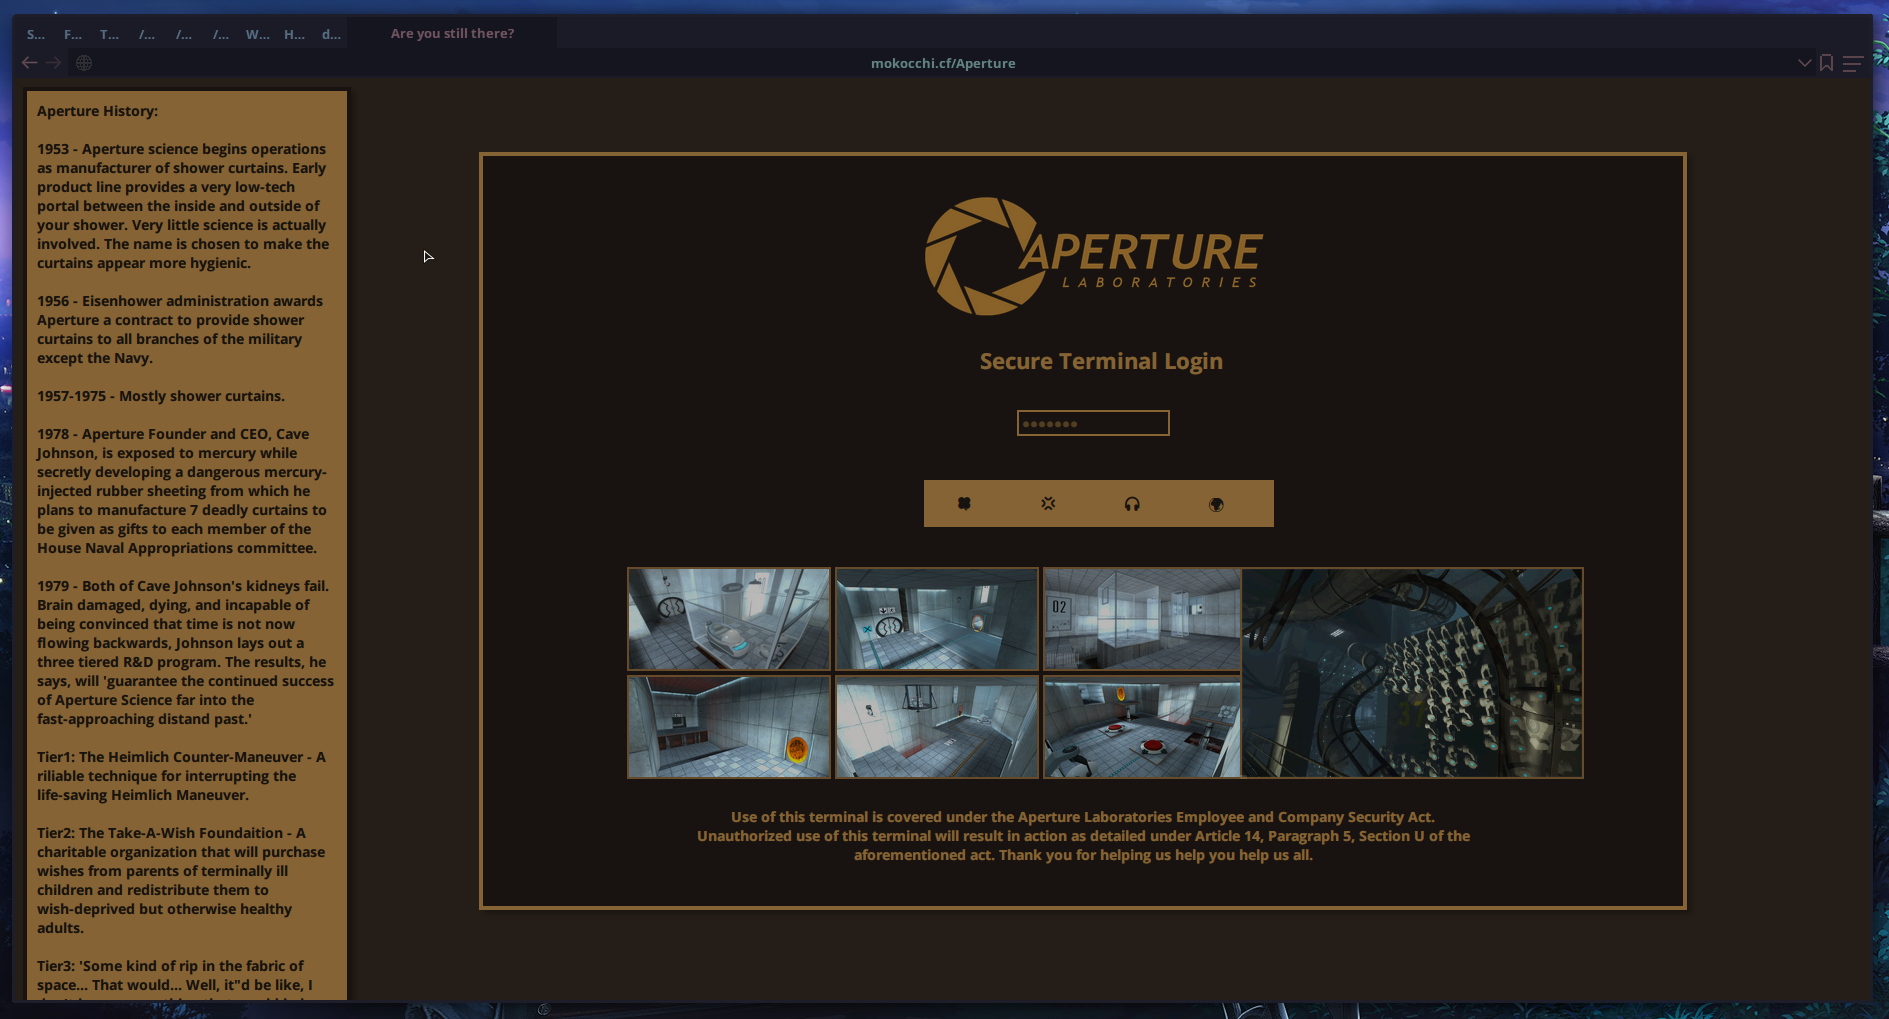 S... F... T... /... /... /... W... H... d... Are you still there?
mokocchi.cf/Aperture
Aperture History:
1953 - Aperture science begins operations
as manufacturer of shower curtains. Early
product line provides a very low-tech
portal between the inside and outside of
your shower. Very little science is actually
involved. The name is chosen to make the
curtains appear more hygienic.
1956 - Eisenhower administration awards
Aperture a contract to provide shower
curtains to all branches of the military
except the Navy.
1957-1975 - Mostly shower curtains.
1978 - Aperture Founder and CEO, Cave
Johnson, is exposed to mercury while
secretly developing a dangerous mercury-
injected rubber sheeting from which he
plans to manufacture 7 deadly curtains to
be given as gifts to each member of the
House Naval Appropriations committee.
1979 - Both of Cave Johnson's kidneys fail.
Brain damaged, dying, and incapable of
being convinced that time is not now
flowing backwards, Johnson lays out a
three tiered R&D program. The results, he
says, will 'guarantee the continued success
of Aperture Science far into the
fast-approaching distand past.'
Tier1: The Heimlich Counter-Maneuver - A
riliable technique for interrupting the
life-saving Heimlich Maneuver.
Tier2: The Take-A-Wish Foundaition - A
charitable organization that will purchase
wishes from parents of terminally ill
children and redistribute them to
wish-deprived but otherwise healthy
adults.
Tier3: 'Some kind of rip in the fabric of
space... That would... Well, it"d be like, I
APERTURE
LABORATORIES
Secure Terminal Login
02
37
Use of this terminal is covered under the Aperture Laboratories Employee and Company Security Act.
Unauthorized use of this terminal will result in action as detailed under Article 14, Paragraph 5, Section U of the
aforementioned act. Thank you for helping us help you help us all.